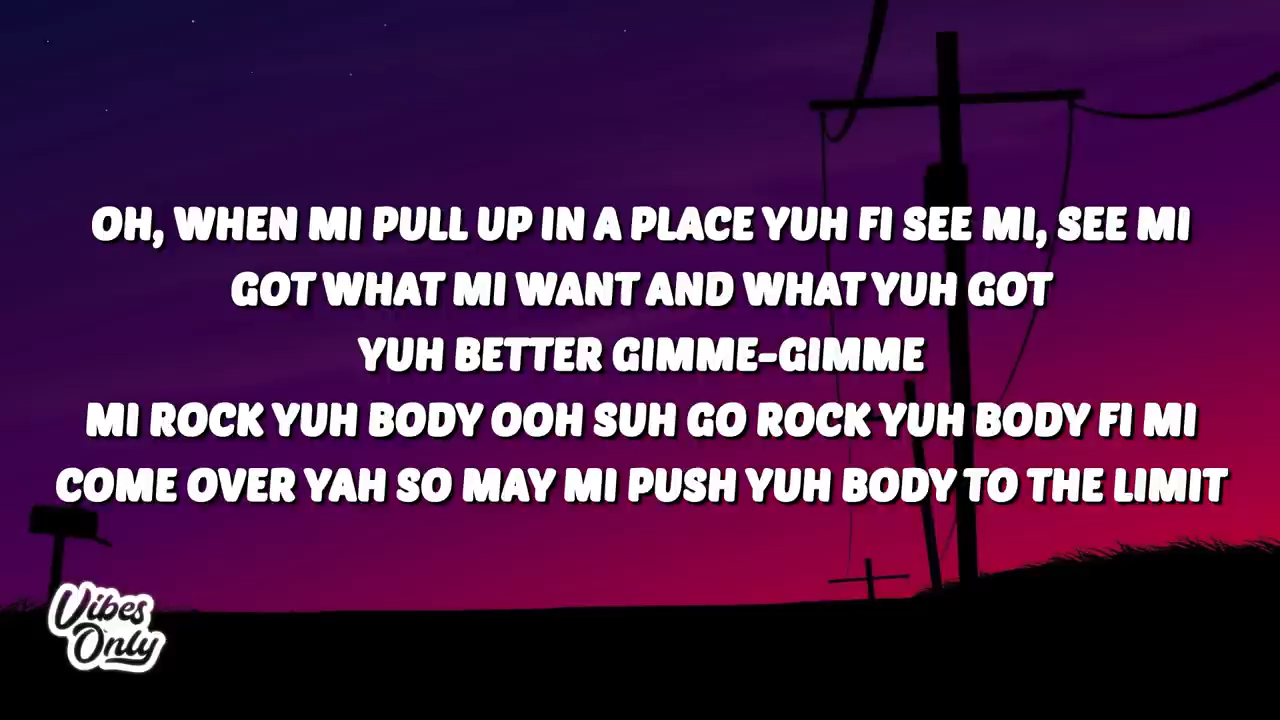 OH, WHEN MI PULL UP IN A PLACE YUH FI SEE MI, SEE MI
GOT WHAT MI WANT AND WHAT YUH GOT
YUH BETTER GIMME-GIMME
MI ROCK YUH BODY OOH SUH GO ROCK YUH BODY FI MI
COME OVER YAH SO MAY MI PUSH YUH BODY TO THE LIMIT
Vibes
Only